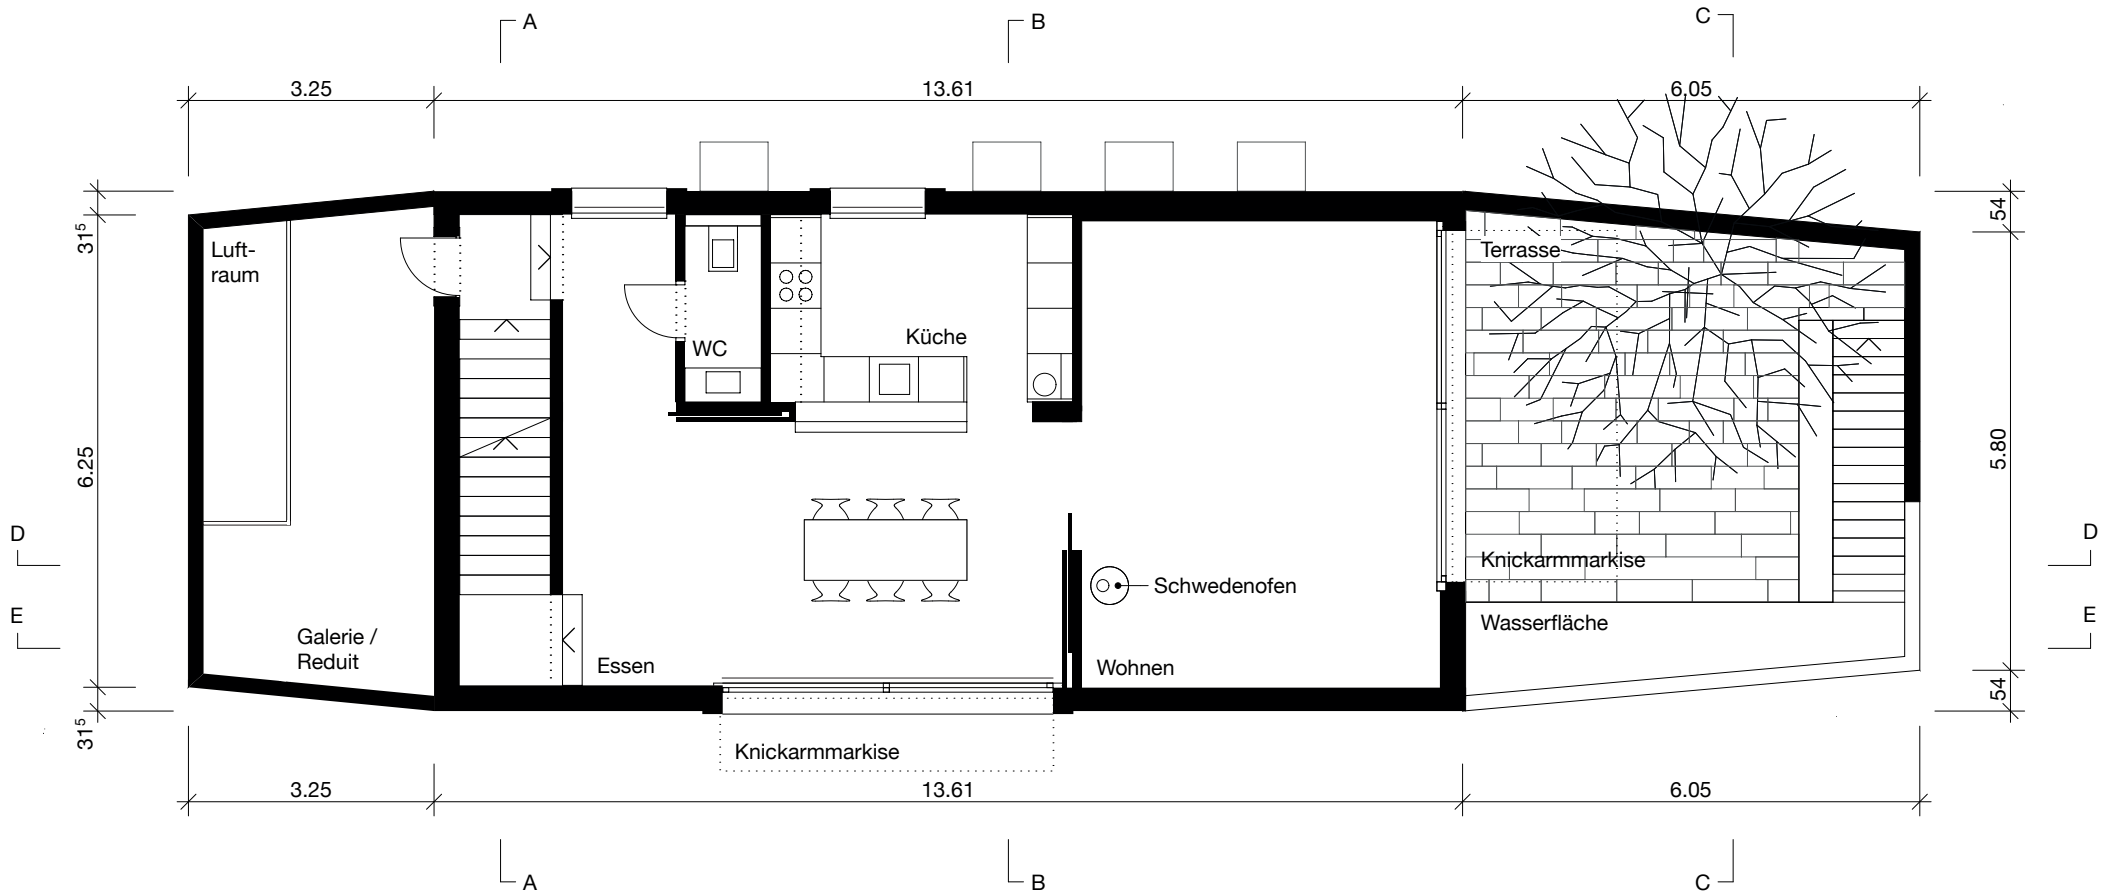 A
B
C
3.25
13.61
6.05
31⁵
54
Luft-
raum
Terrasse
Küche
WC
6.25
5.80
D
D
Knickarmmarkise
Schwedenofen
E
E
Wasserfläche
Galerie /
Reduit
Essen
Wohnen
54
31⁵
Knickarmmarkise
3.25
13.61
6.05
A
B
C